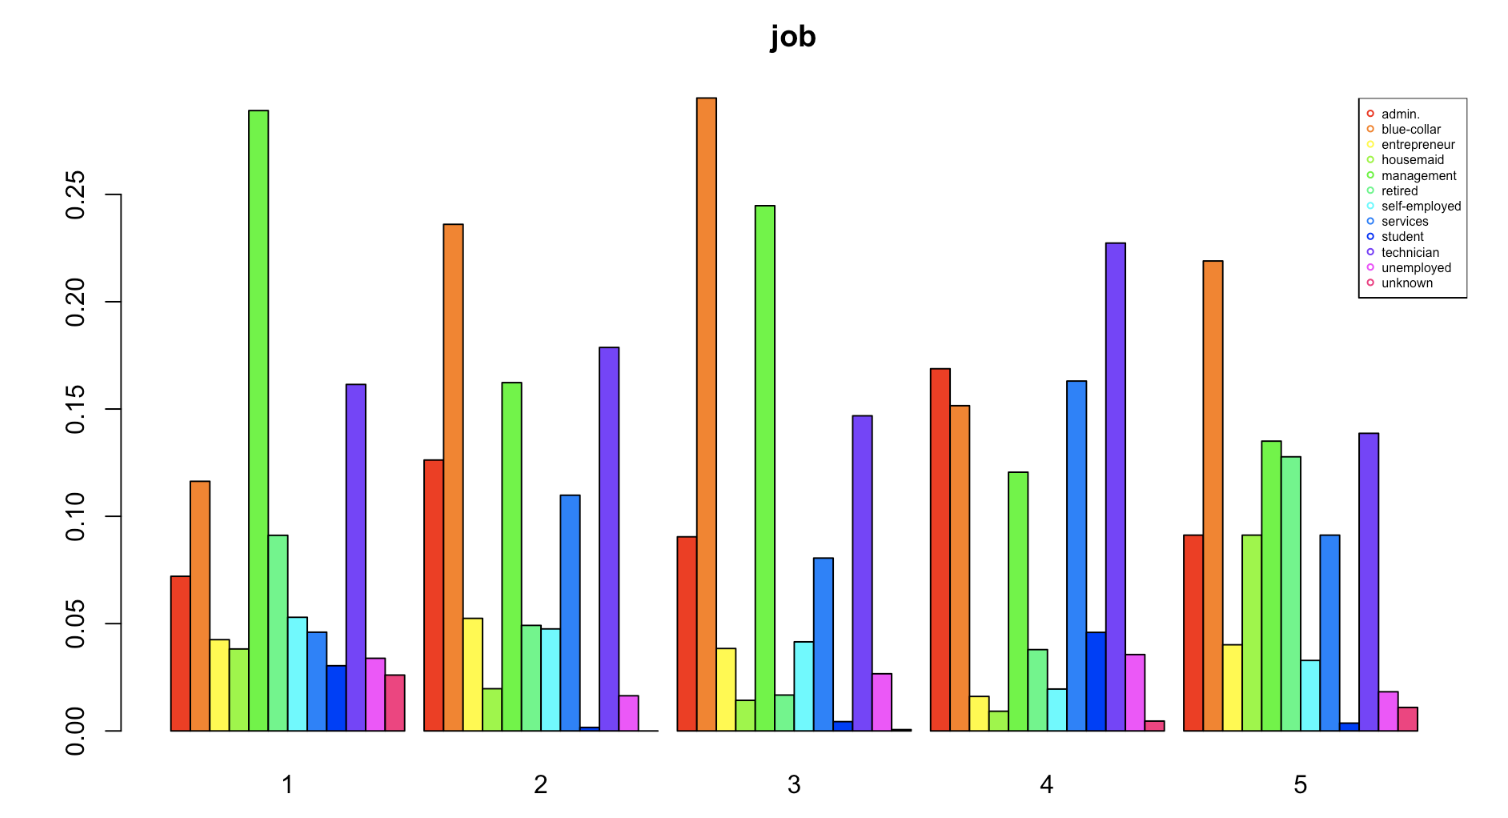 job
admin.
blue-collar
entrepreneur
housemaid
management
retired
self-employed
services
student
technician
unemployed
unknown
0.25
0.20
0.15
0.10
0.05
0.00
1 2 3 4 5